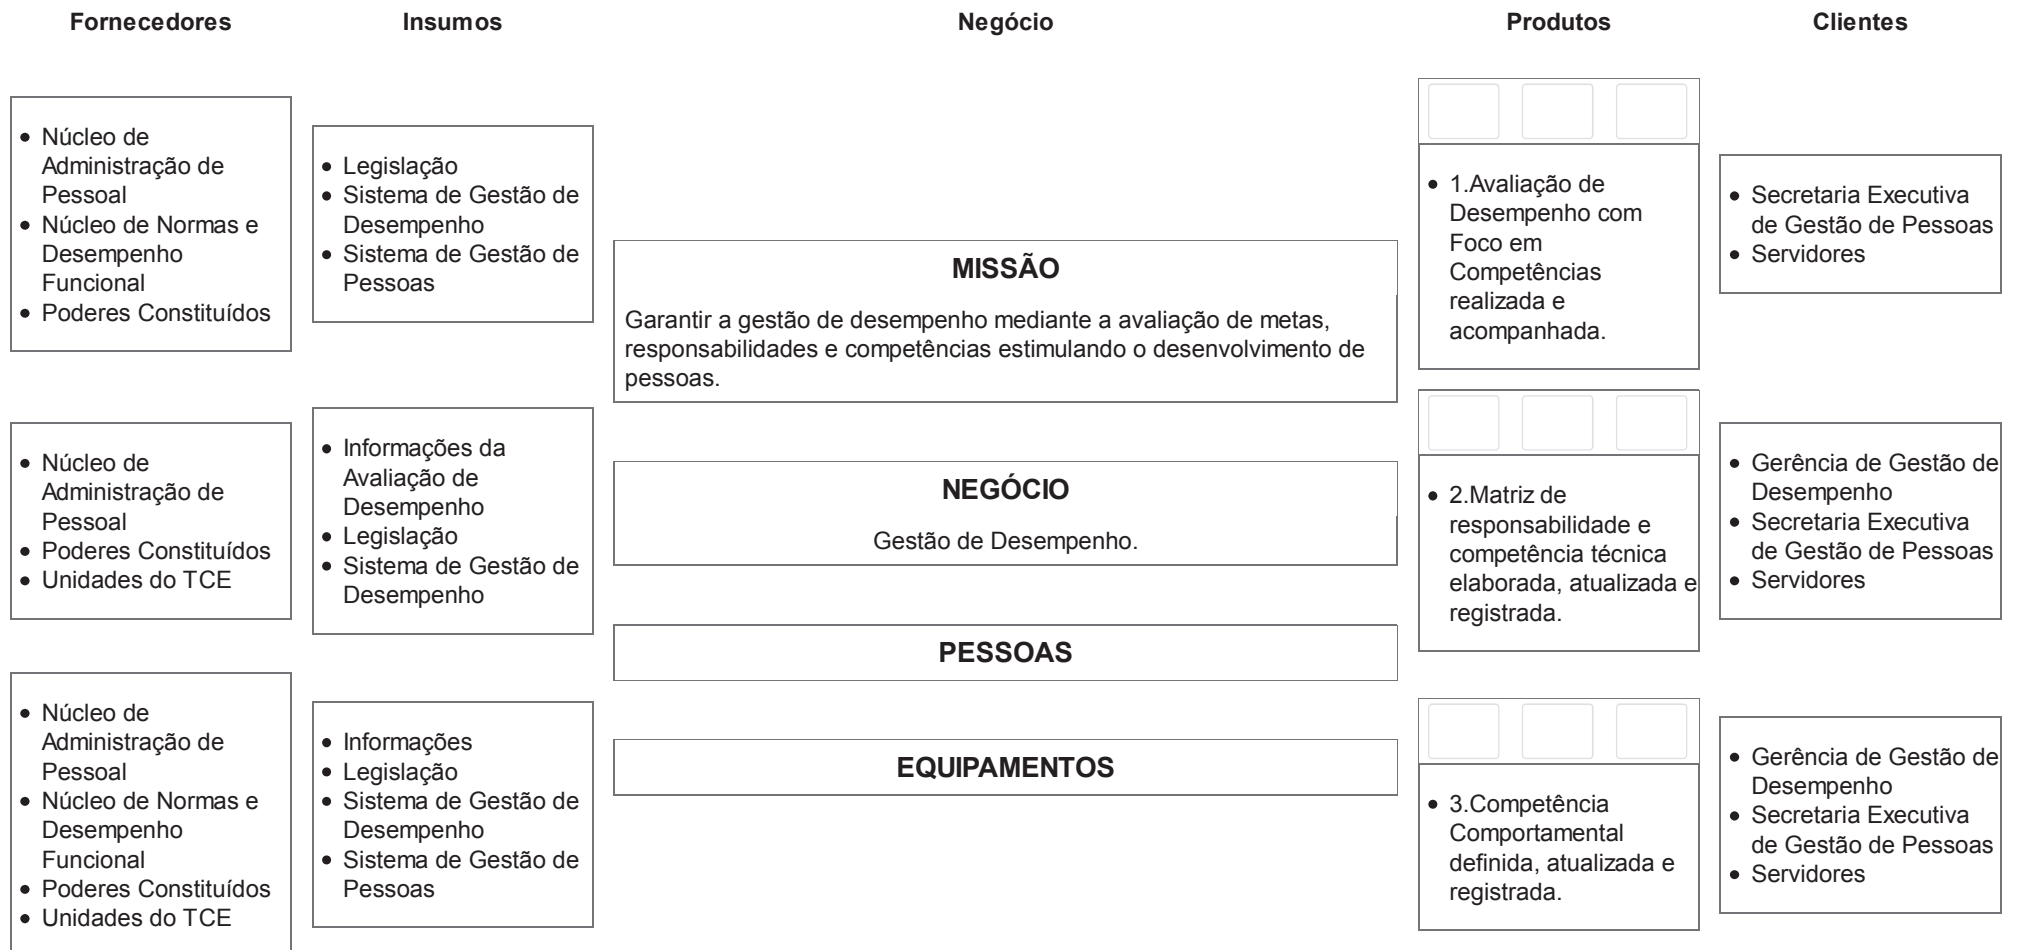 Fornecedores
Insumos
Negócio
Produtos
Clientes
• Núcleo de
Administração de
Pessoal
• Núcleo de Normas e
Desempenho
Funcional
• Poderes Constituídos
• Legislação
• Sistema de Gestão de
Desempenho
• Sistema de Gestão de
Pessoas
MISSÃO
Garantir a gestão de desempenho mediante a avaliação de metas,
responsabilidades e competências estimulando o desenvolvimento de
pessoas.
• 1.Avaliação de
Desempenho com
Foco em
Competências
realizada e
acompanhada.
• Secretaria Executiva
de Gestão de Pessoas
• Servidores
• Núcleo de
Administração de
Pessoal
• Poderes Constituídos
• Unidades do TCE
• Informações da
Avaliação de
Desempenho
• Legislação
• Sistema de Gestão de
Desempenho
NEGÓCIO
Gestão de Desempenho.
• 2.Matriz de
responsabilidade e
competência técnica
elaborada, atualizada e
registrada.
• Gerência de Gestão de
Desempenho
• Secretaria Executiva
de Gestão de Pessoas
• Servidores
PESSOAS
• Núcleo de
Administração de
Pessoal
• Núcleo de Normas e
Desempenho
Funcional
• Poderes Constituídos
• Unidades do TCE
• Informações
• Legislação
• Sistema de Gestão de
Desempenho
• Sistema de Gestão de
Pessoas
EQUIPAMENTOS
• 3.Competência
Comportamental
definida, atualizada e
registrada.
• Gerência de Gestão de
Desempenho
• Secretaria Executiva
de Gestão de Pessoas
• Servidores